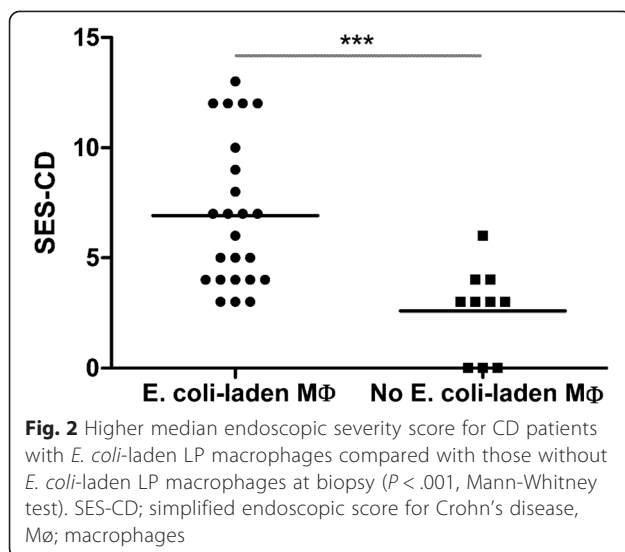 ***
15
10
5
0
SES-CD
E. coli-laden MΦ No E. coli-laden MΦ
Fig. 2 Higher median endoscopic severity score for CD patients
with E. coli-laden LP macrophages compared with those without
E. coli-laden LP macrophages at biopsy (P < .001, Mann-Whitney
test). SES-CD; simplified endoscopic score for Crohn's disease,
Mø; macrophages